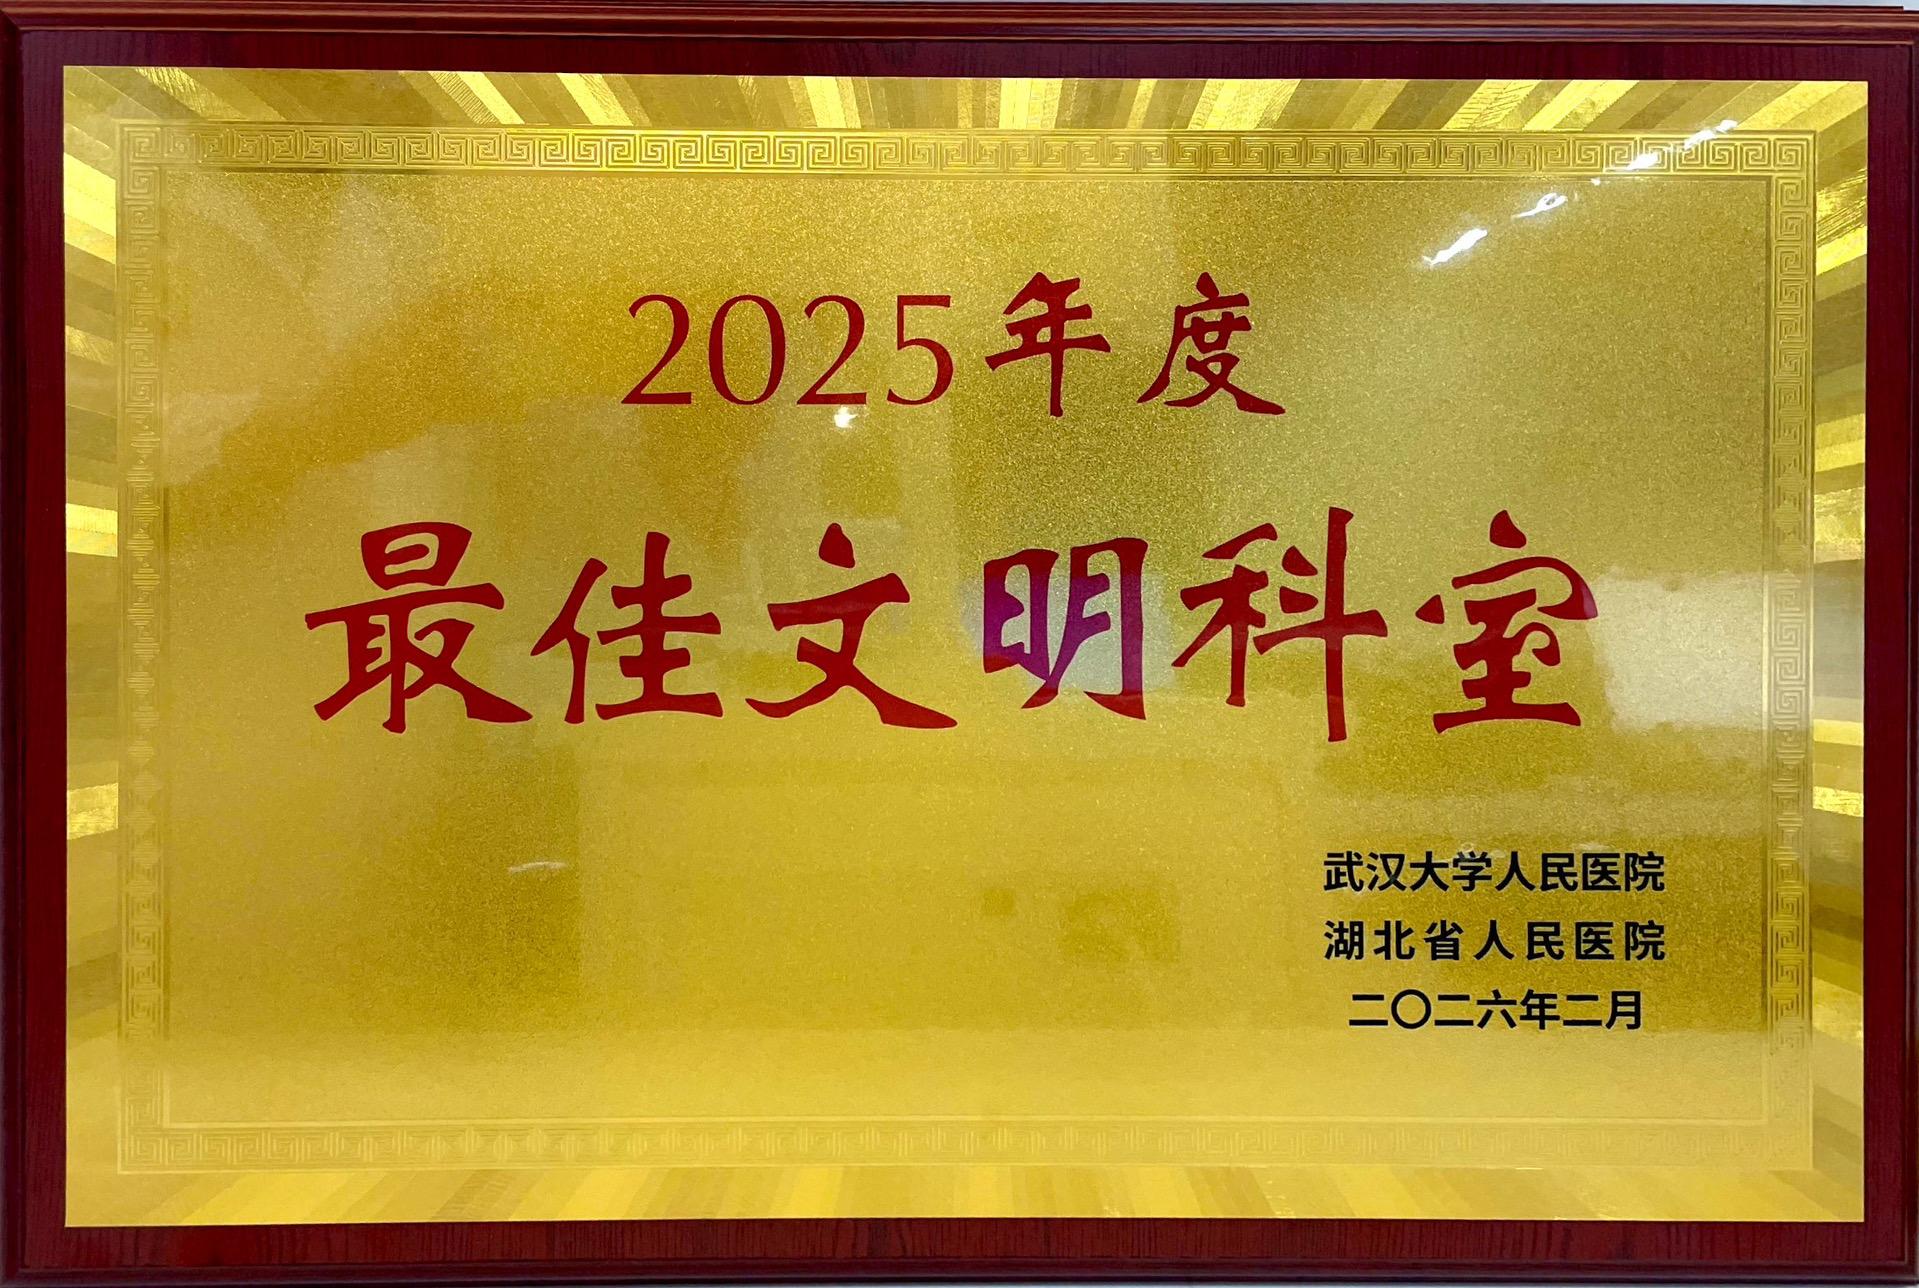 2025年度
最佳文明科室
武汉大学人民医院
湖北省人民医院
二〇二六年二月